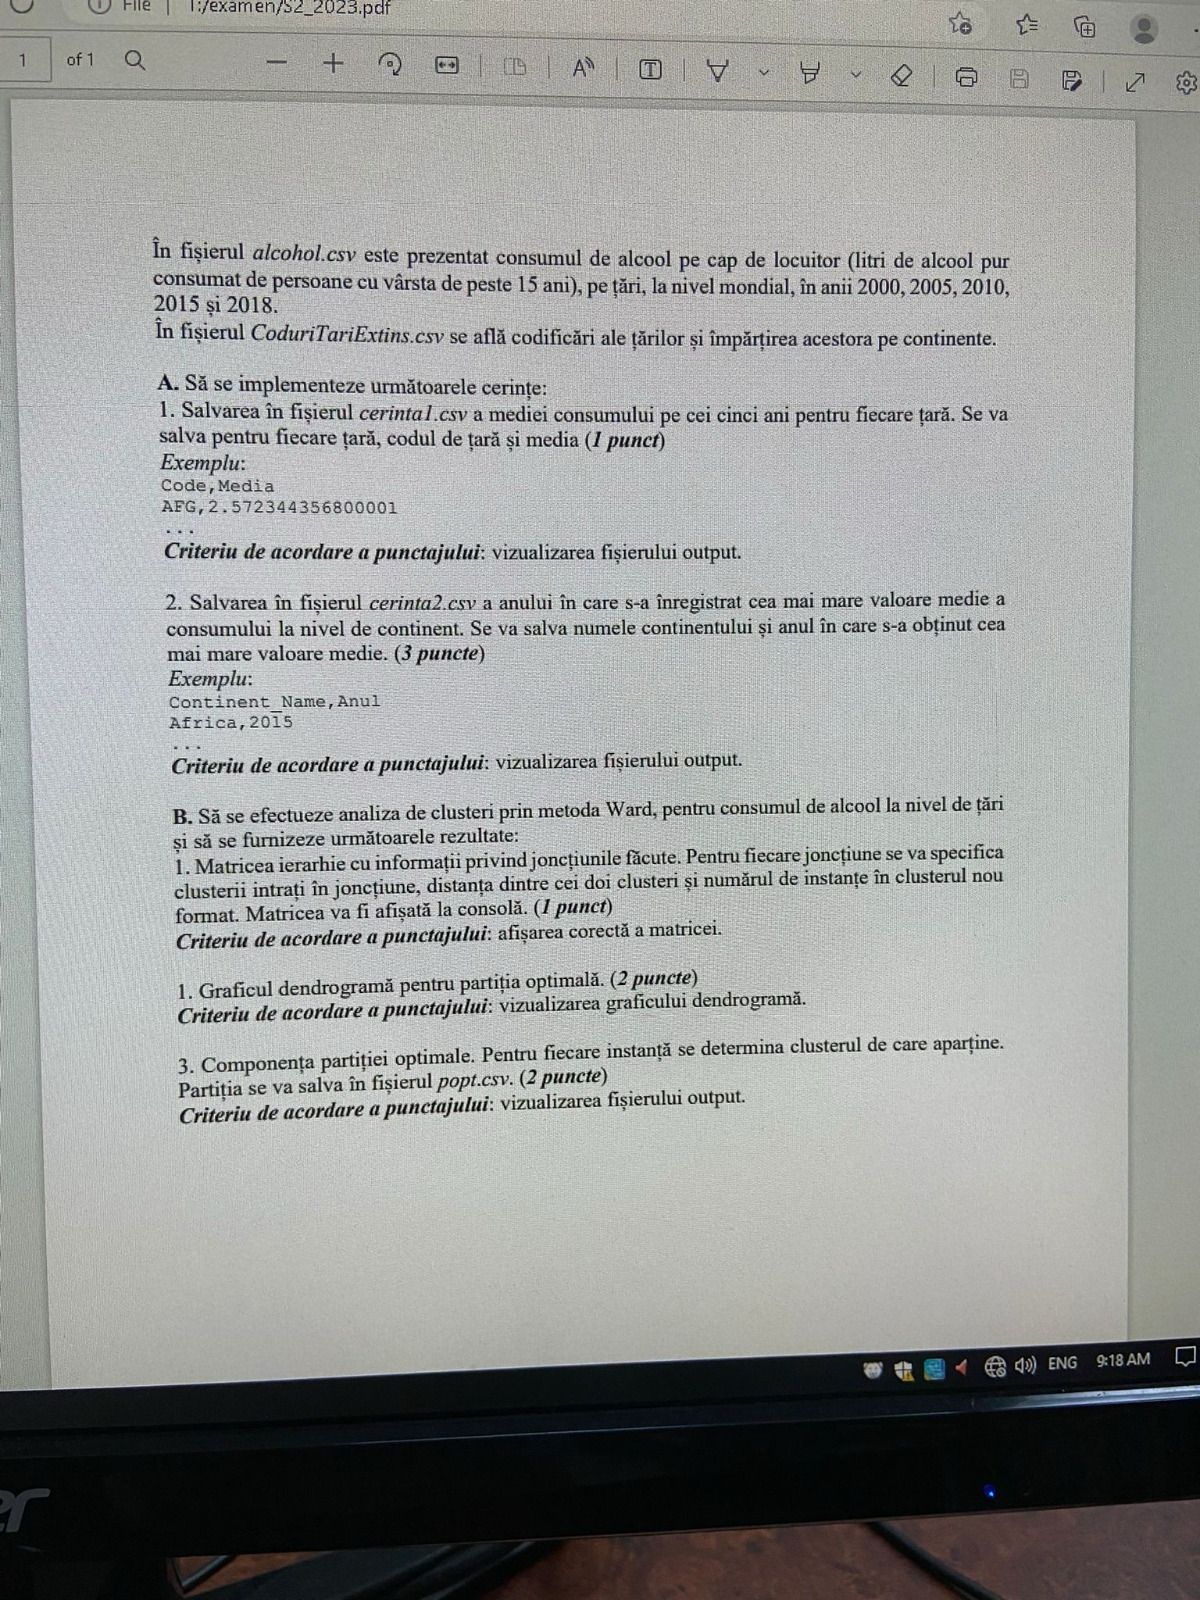 File | T:/examen/S2_2023.pdf
1 of 1
În fișierul alcohol.csv este prezentat consumul de alcool pe cap de locuitor (litri de alcool pur
consumat de persoane cu vârsta de peste 15 ani), pe țări, la nivel mondial, în anii 2000, 2005, 2010,
2015 și 2018.
În fișierul CoduriTariExtins.csv se află codificări ale țărilor și împărțirea acestora pe continente.
A. Să se implementeze următoarele cerințe:
1. Salvarea în fișierul cerinta1.csv a mediei consumului pe cei cinci ani pentru fiecare țară. Se va
salva pentru fiecare țară, codul de țară și media (1 punct)
Exemplu:
Code,Media
AFG,2.572344356800001
...
Criteriu de acordare a punctajului: vizualizarea fișierului output.
2. Salvarea în fișierul cerinta2.csv a anului în care s-a înregistrat cea mai mare valoare medie a
consumului la nivel de continent. Se va salva numele continentului și anul în care s-a obținut cea
mai mare valoare medie. (3 puncte)
Exemplu:
Continent_Name,Anul
Africa,2015
...
Criteriu de acordare a punctajului: vizualizarea fișierului output.
B. Să se efectueze analiza de clusteri prin metoda Ward, pentru consumul de alcool la nivel de țări
și să se furnizeze următoarele rezultate:
1. Matricea ierarhie cu informații privind joncțiunile făcute. Pentru fiecare joncțiune se va specifica
clusterii intrați în joncțiune, distanța dintre cei doi clusteri și numărul de instanțe în clusterul nou
format. Matricea va fi afișată la consolă. (1 punct)
Criteriu de acordare a punctajului: afișarea corectă a matricei.
1. Graficul dendrogramă pentru partiția optimală. (2 puncte)
Criteriu de acordare a punctajului: vizualizarea graficului dendrogramă.
3. Componența partiției optimale. Pentru fiecare instanță se determina clusterul de care aparține.
Partiția se va salva în fișierul popt.csv. (2 puncte)
Criteriu de acordare a punctajului: vizualizarea fișierului output.
ENG 9:18 AM